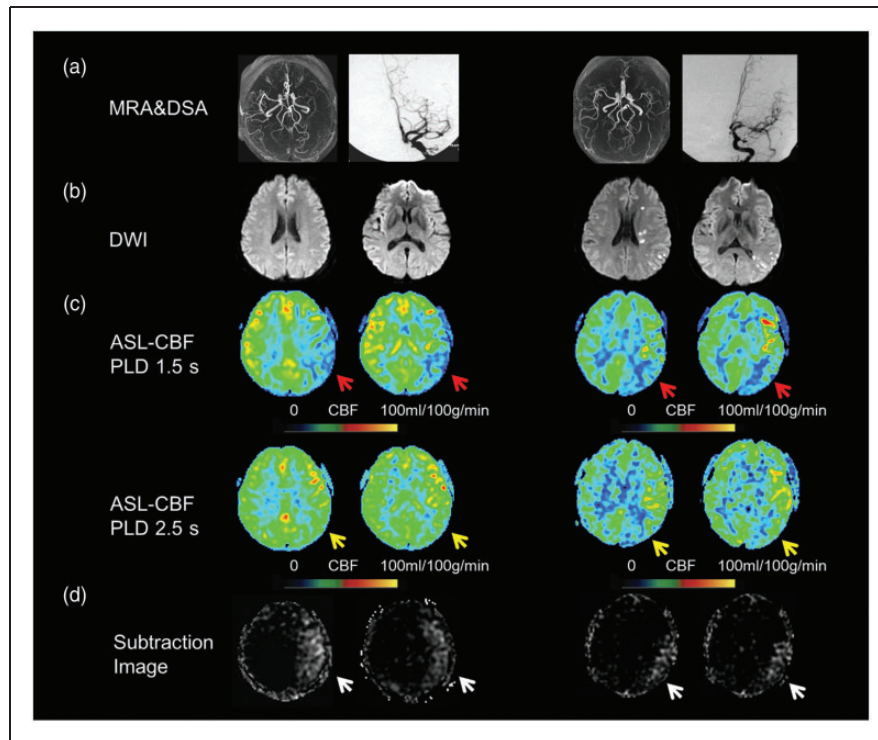 (a)
MRA&DSA
(b)
DWI
(c)
ASL-CBF
PLD 1.5 s
0 CBF 100ml/100g/min
0 CBF 100ml/100g/min
ASL-CBF
PLD 2.5 s
0 CBF 100ml/100g/min
0 CBF 100ml/100g/min
(d)
Subtraction
Image